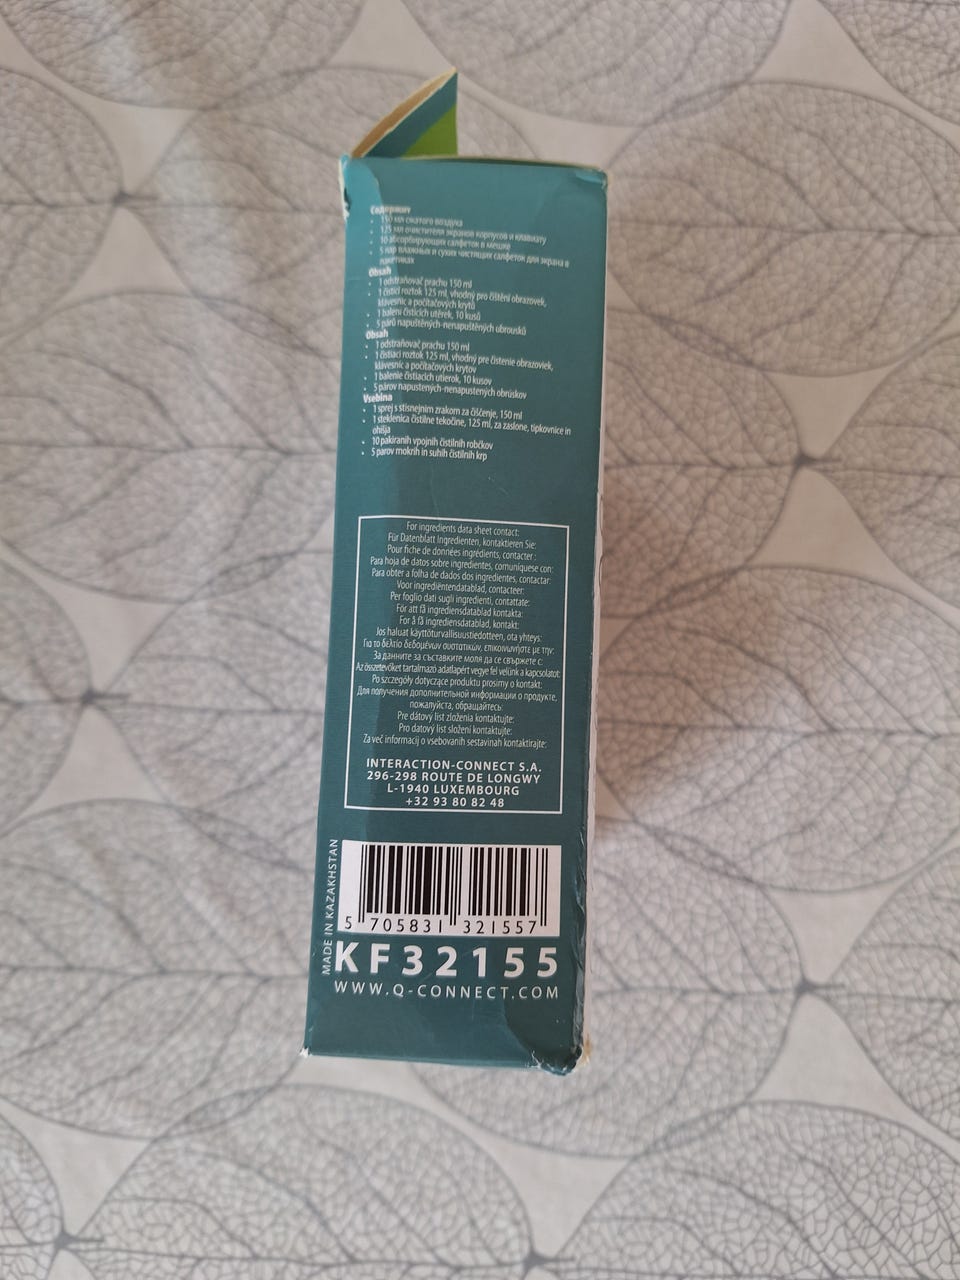 Содержит
• 150 мл сжатого воздуха
• 125 мл очистителя экранов корпусов и клавиату
• 10 абсорбирующих салфеток в мешке
• 5 пар влажных и сухих чистящих салфеток для экрана в
пакетиках
Obsah
• 1 odstraňovač prachu 150 ml
• 1 čisticí roztok 125 ml, vhodný pro čištění obrazovek,
klávesnic a počítačových krytů
• 1 balení čisticích utěrek, 10 kusů
• 5 párů napuštěných-nenapuštěných ubrousků
Obsah
• 1 odstraňovač prachu 150 ml
• 1 čistiaci roztok 125 ml, vhodný pre čistenie obrazoviek,
klávesníc a počítačových krytov
• 1 balenie čistiacich utierok, 10 kusov
• 5 párov napustených-nenapustených obrúskov
Vsebina
• 1 sprej s stisnejnim zrakom za čiščenje, 150 ml
• 1 steklenica čistilne tekočine, 125 ml, za zaslone, tipkovnice in
ohišja
• 10 pakiranih vpojnih čistilnih robčkov
• 5 parov mokrih in suhih čistilnih krp
For ingredients data sheet contact:
Für Datenblatt Ingredienten, kontaktieren Sie:
Pour fiche de données ingrédients, contacter :
Para hoja de datos sobre ingredientes, comuníquese con:
Para obter a folha de dados dos ingredientes, contactar:
Voor ingrediëntendatablad, contacteer:
Per foglio dati sugli ingredienti, contattate:
För att få ingrediensdatablad kontakta:
For å få ingrediensdatablad, kontakt:
Jos haluat käyttöturvallisuustiedotteen, ota yhteys:
Για το δελτίο δεδομένων συστατικών, επικοινωνήστε με την:
За данните за съставките моля да се свържете с:
Az összetevőket tartalmazó adatlapért vegye fel velünk a kapcsolatot:
Po szczegóły dotyczące produktu prosimy o kontakt:
Для получения дополнительной информации о продукте,
пожалуйста, обращайтесь:
Pre dátový list zloženia kontaktujte:
Pro datový list složení kontaktujte:
Za več informacij o vsebovanih sestavinah kontaktirajte:
INTERACTION-CONNECT S.A.
296-298 ROUTE DE LONGWY
L-1940 LUXEMBOURG
+32 93 80 82 48
MADE IN KAZAKHSTAN
5 705831 321557
KF32155
WWW.Q-CONNECT.COM